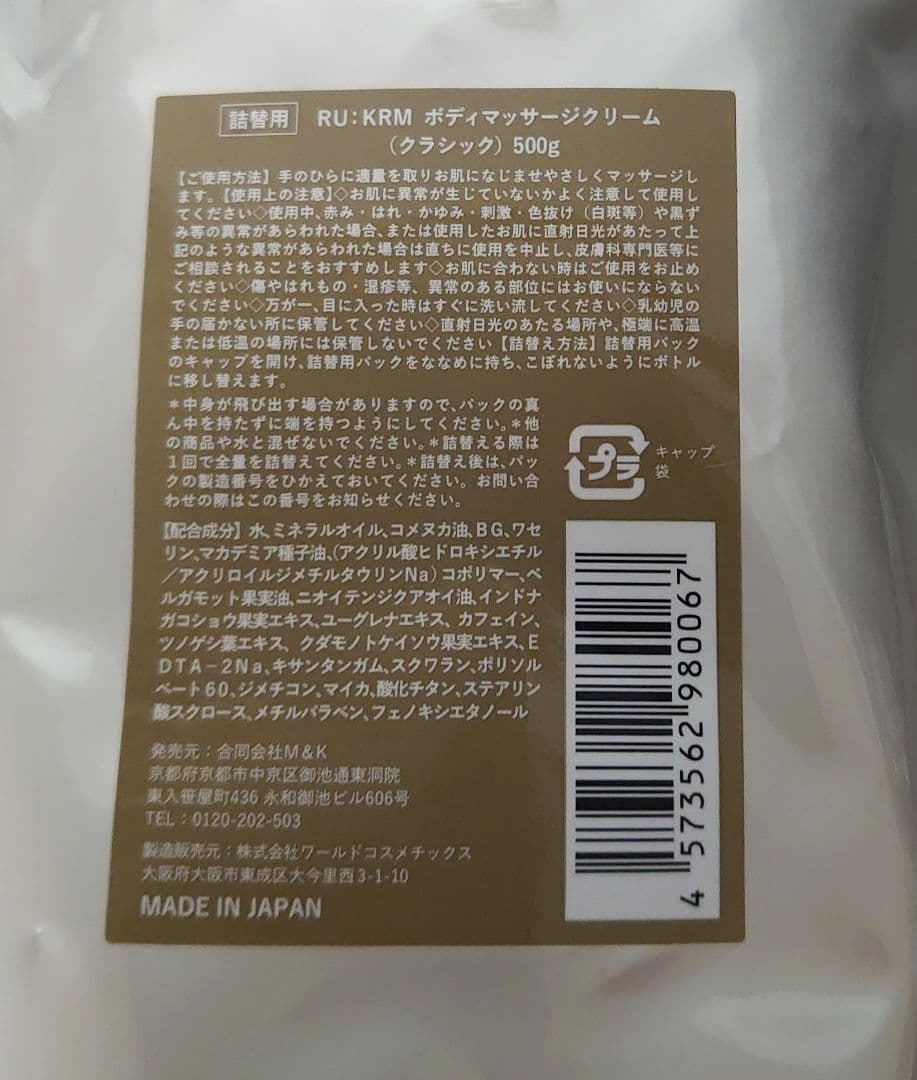 詰替用 RU:KRM ボディマッサージクリーム
(クラシック) 500g
【ご使用方法】手のひらに適量を取りお肌になじませやさしくマッサージし
ます。【使用上の注意】◇お肌に異常が生じていないかよく注意して使用し
てください◇使用中、赤み・はれ・かゆみ・刺激・色抜け(白斑等)や黒ず
み等の異常があらわれた場合、または使用したお肌に直射日光があたって上
記のような異常があらわれた場合は直ちに使用を中止し、皮膚科専門医等に
ご相談されることをおすすめします◇お肌に合わない時はご使用をお止め
ください◇傷やはれもの・湿疹等、異常のある部位にはお使いにならない
でください◇万が一、目に入った時はすぐに洗い流してください◇乳幼児の
手の届かない所に保管してください◇直射日光のあたる場所や、極端に高温
または低温の場所には保管しないでください【詰替え方法】詰替用パック
のキャップを開け、詰替用パックをななめに持ち、こぼれないようにボトル
に移し替えます。
*中身が飛び出す場合がありますので、パックの真
ん中を持たずに端を持つようにしてください。*他
の商品や水と混ぜないでください。*詰替える際は
1回で全量を詰替えてください。*詰替え後は、パッ
クの製造番号をひかえておいてください。お問い合
わせの際はこの番号をお知らせください。
プラ
キャップ
袋
【配合成分】水、ミネラルオイル、コメヌカ油、BG、ワセ
リン、マカデミア種子油、(アクリル酸ヒドロキシエチル
/アクリロイルジメチルタウリンNa)コポリマー、ベ
ルガモット果実油、ニオイテンジクアオイ油、インドナ
ガコショウ果実エキス、ユーグレナエキス、カフェイン、
ツノゲシ葉エキス、クダモノトケイソウ果実エキス、E
DTA-2Na、キサンタンガム、スクワラン、ポリソル
ベート60、ジメチコン、マイカ、酸化チタン、ステアリン
酸スクロース、メチルパラベン、フェノキシエタノール
発売元:合同会社M&K
京都府京都市中京区御池通東洞院
東入笹屋町436 永和御池ビル606号
TEL:0120-202-503
製造販売元:株式会社ワールドコスメチックス
大阪府大阪市東成区大今里西3-1-10
MADE IN JAPAN
4 573562 980067